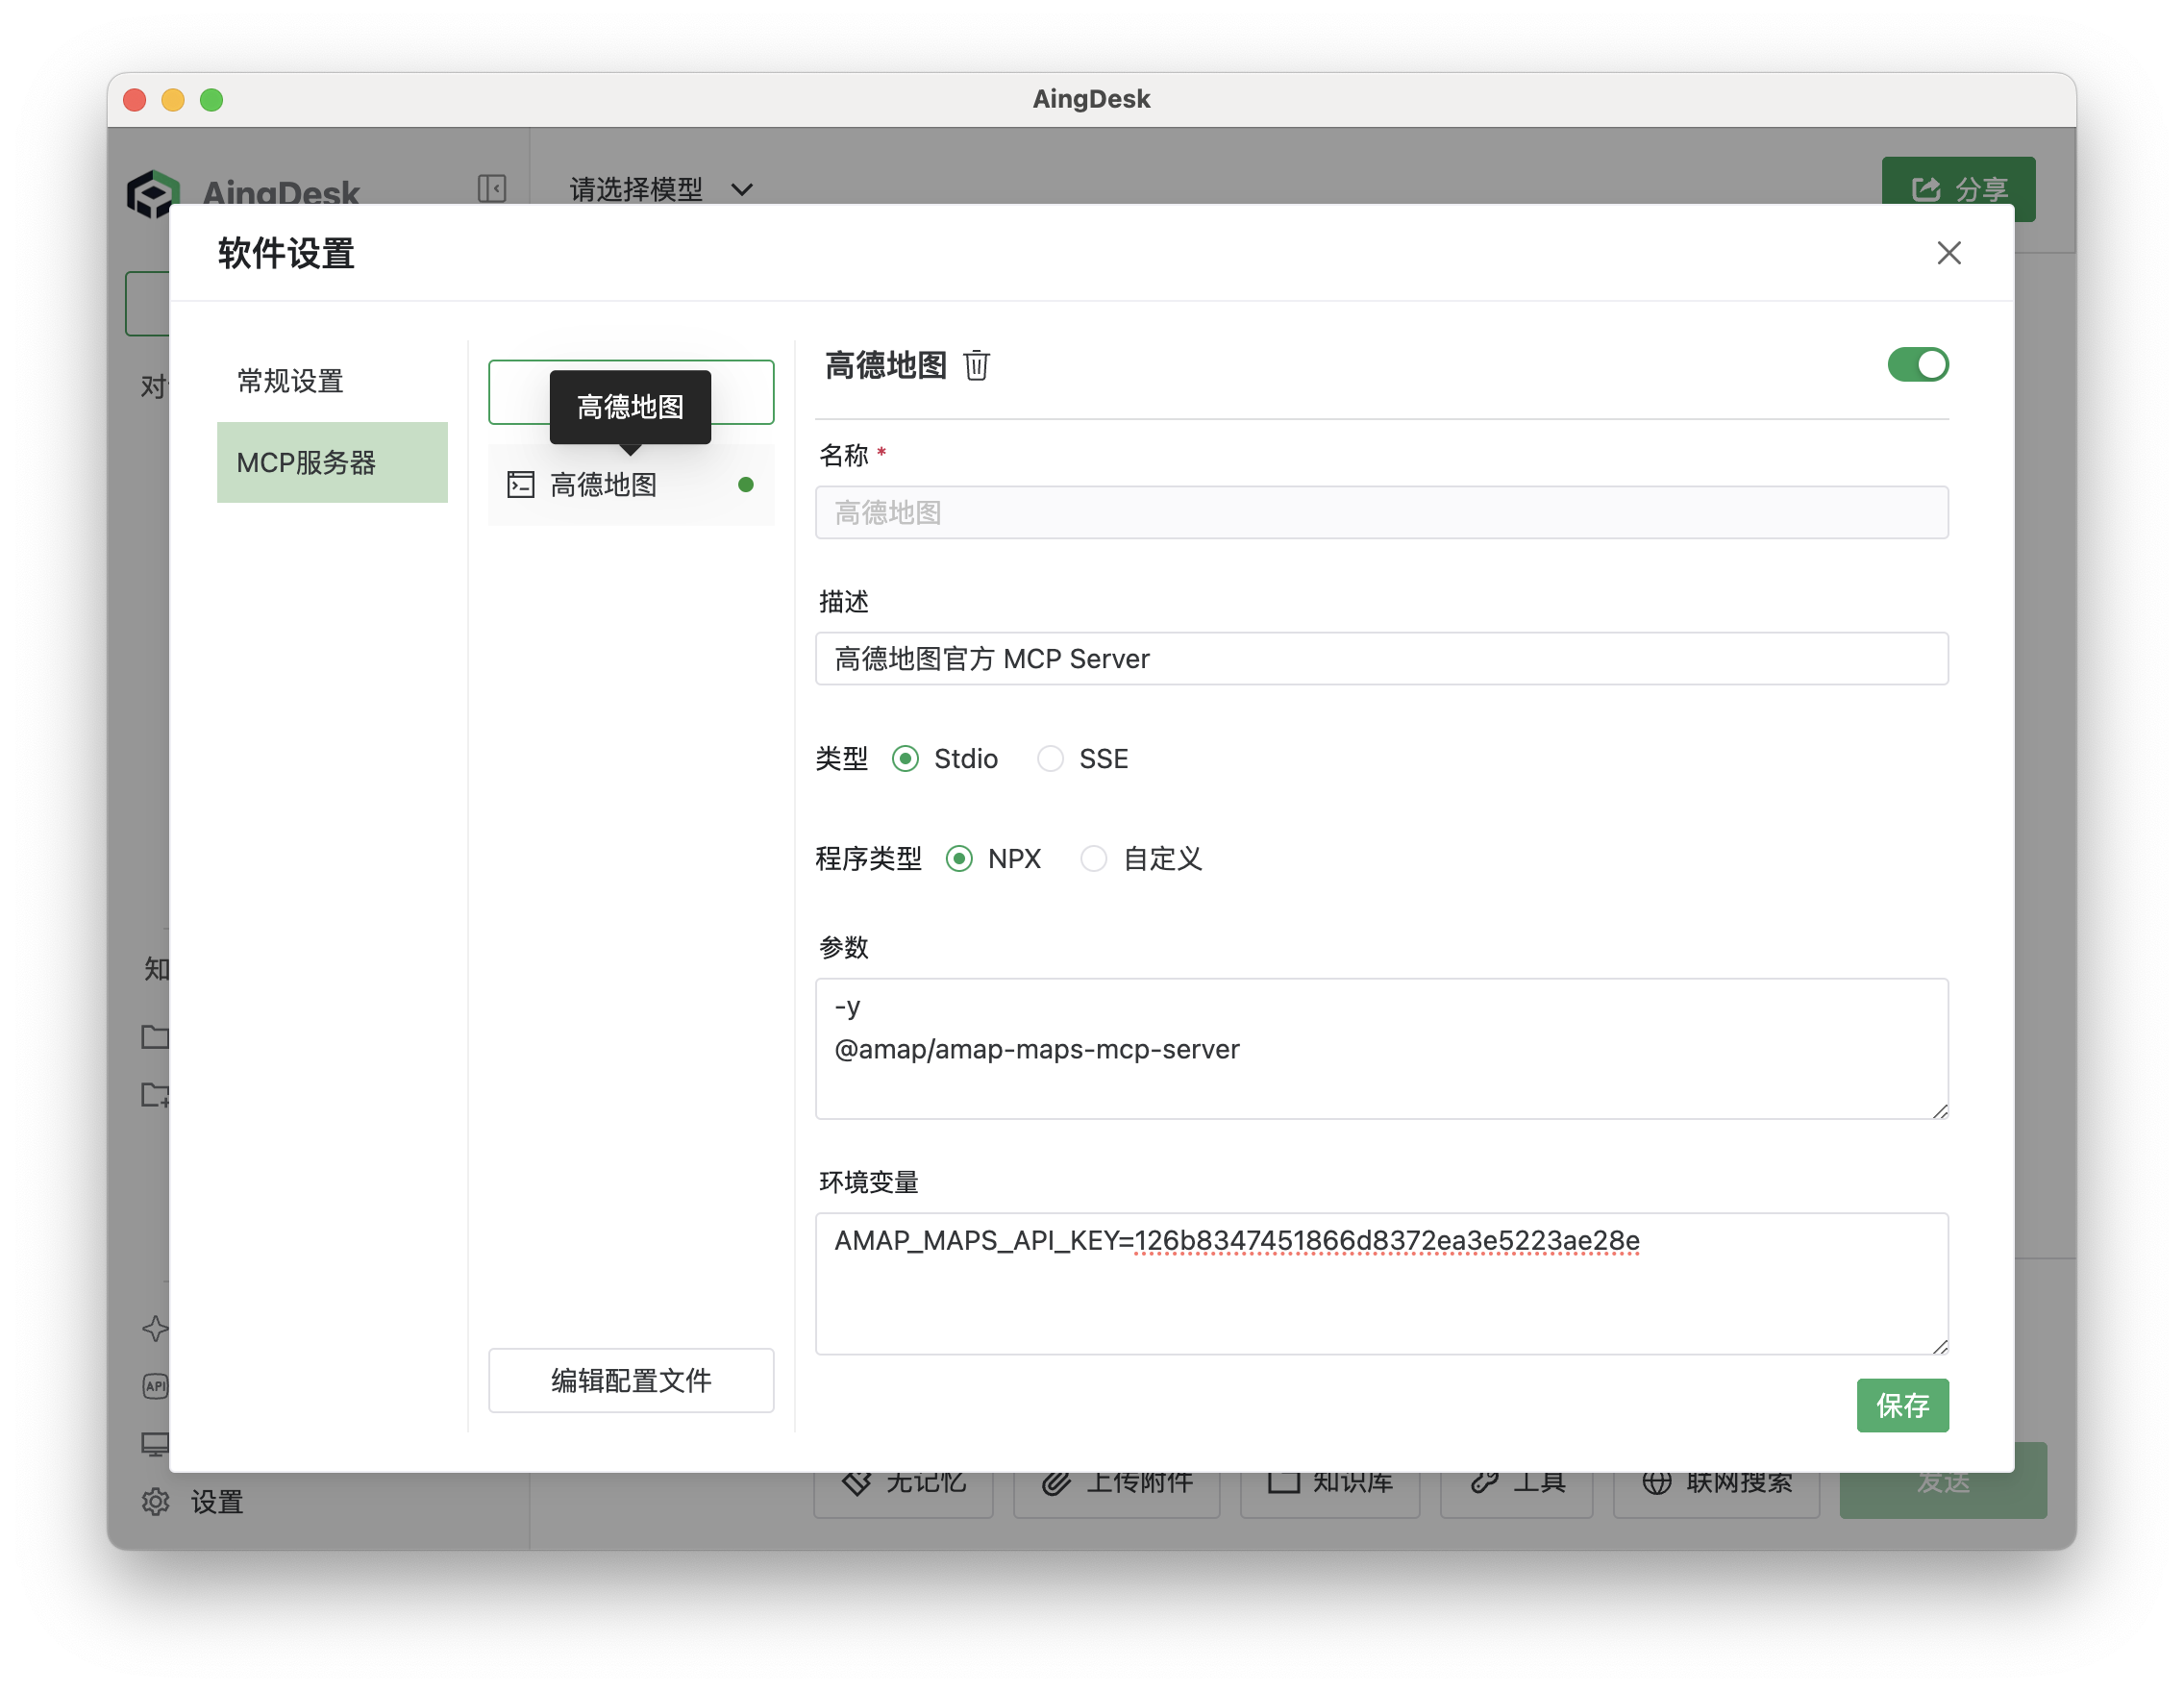 AingDesk
AingDesk
请选择模型
分享
软件设置
常规设置
MCP服务器
对
知
API
设置
高德地图
高德地图
编辑配置文件
高德地图
名称 *
高德地图
描述
高德地图官方 MCP Server
类型 Stdio SSE
程序类型 NPX 自定义
参数
-y
@amap/amap-maps-mcp-server
环境变量
AMAP_MAPS_API_KEY=126b8347451866d8372ea3e5223ae28e
保存
无记忆 上传附件 知识库 工具 联网搜索 发送